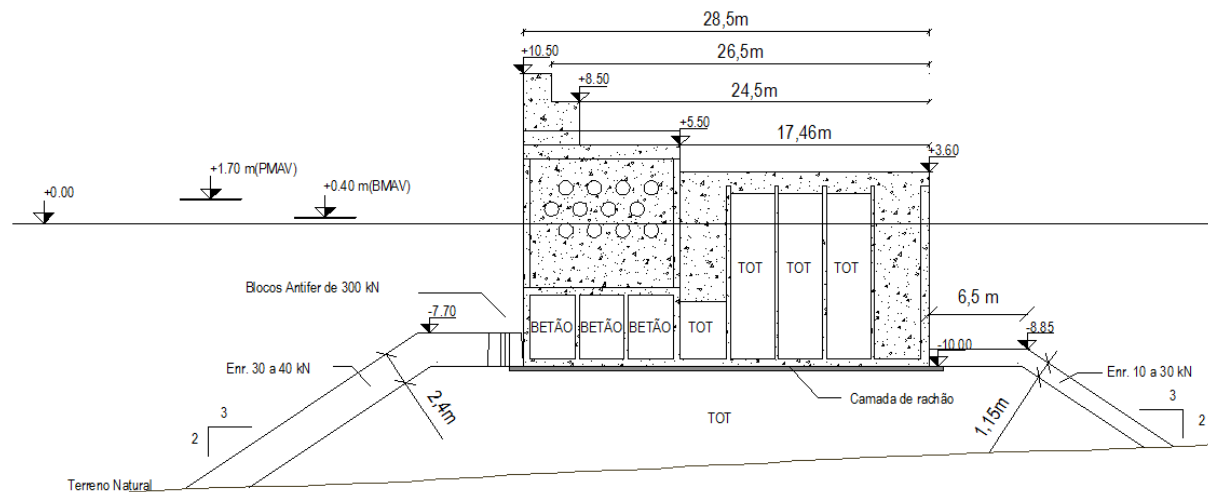 28,5m
+10.50
26,5m
+8.50
24,5m
+5.50
17,46m
+3.60
+1.70 m(PMAV)
+0.40 m(BMAV)
+0.00
TOT TOT TOT
Blocos Antifer de 300 kN
6,5 m
-7.70
BETÃO BETÃO BETÃO TOT
-8.85
-10.00
Enr. 30 a 40 kN
Enr. 10 a 30 kN
2,4m
Camada de rachão
3
2
TOT
1,15m
3
2
Terreno Natural